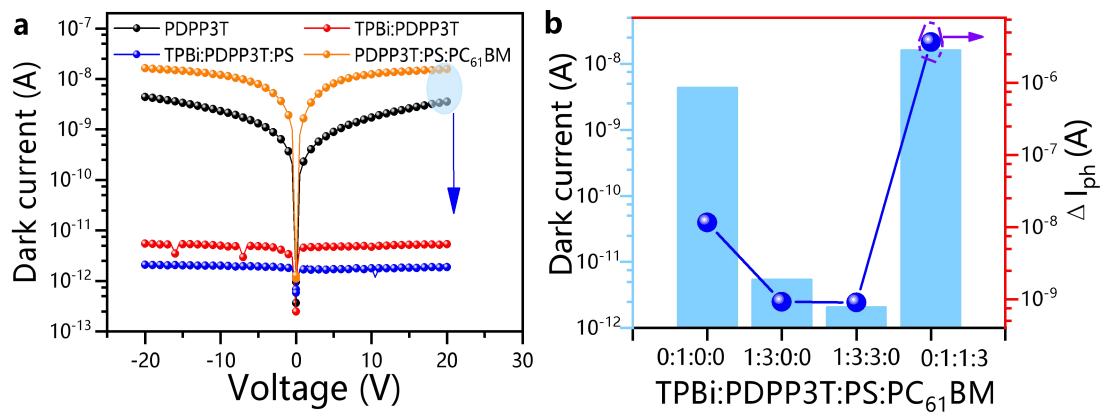 a
PDPP3T
TPBi:PDPP3T
TPBi:PDPP3T:PS
PDPP3T:PS:PC₆₁BM
Dark current (A)
10⁻⁷
10⁻⁸
10⁻⁹
10⁻¹⁰
10⁻¹¹
10⁻¹²
10⁻¹³
-20
-10
0
10
20
30
Voltage (V)
b
Dark current (A)
10⁻⁸
10⁻⁹
10⁻¹⁰
10⁻¹¹
10⁻¹²
10⁻⁶
10⁻⁷
10⁻⁸
10⁻⁹
Δ Iₚₕ (A)
0:1:0:0
1:3:0:0
1:3:3:0
0:1:1:3
TPBi:PDPP3T:PS:PC₆₁BM